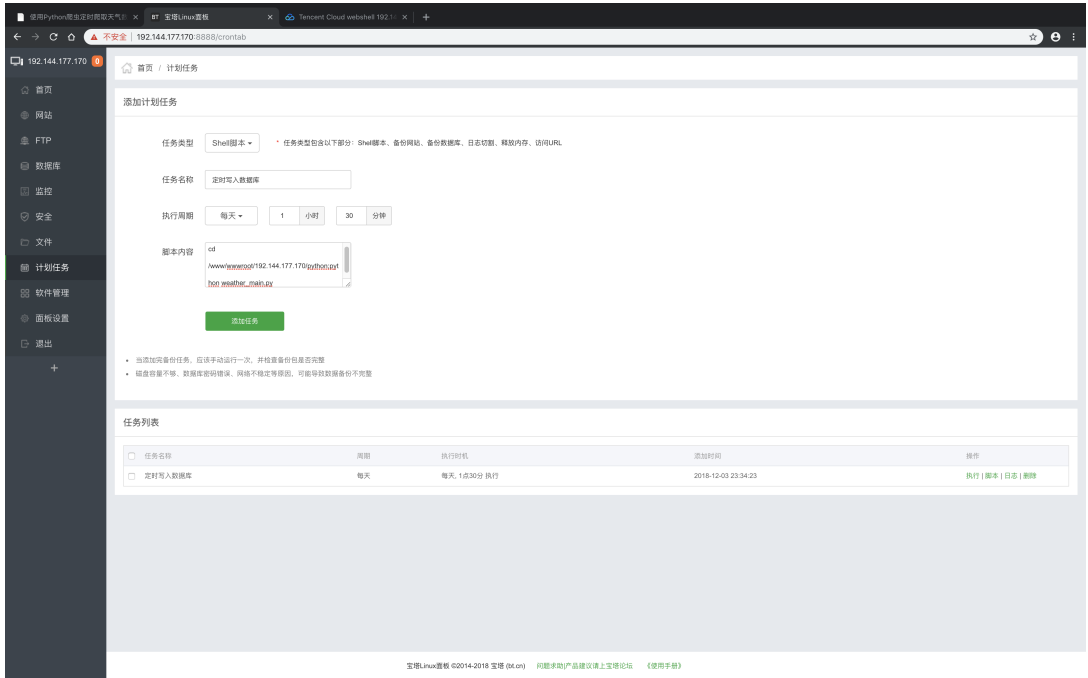 使用Python爬虫定时爬取天气
BT 宝塔Linux面板
Tencent Cloud webshell 192.1
不安全 | 192.144.177.170:8888/crontab
192.144.177.170 0
首页
网站
FTP
数据库
监控
安全
文件
计划任务
软件管理
面板设置
退出
首页 / 计划任务
添加计划任务
任务类型 Shell脚本 * 任务类型包含以下部分：Shell脚本、备份网站、备份数据库、日志切割、释放内存、访问URL
任务名称 定时写入数据库
执行周期 每天 1 小时 30 分钟
脚本内容 cd
/www/wwwroot/192.144.177.170/python;pyt
hon weather_main.py
添加任务
当添加完备份任务，应该手动运行一次，并检查备份包是否完整
磁盘容量不够、数据库密码错误、网络不稳定等原因，可能导致数据备份不完整
任务列表
任务名称 周期 执行时机 添加时间 操作
定时写入数据库 每天 每天, 1点30分 执行 2018-12-03 23:34:23 执行 | 脚本 | 日志 | 删除
宝塔Linux面板 ©2014-2018 宝塔 (bt.cn) 问题求助|产品建议请上宝塔论坛 《使用手册》